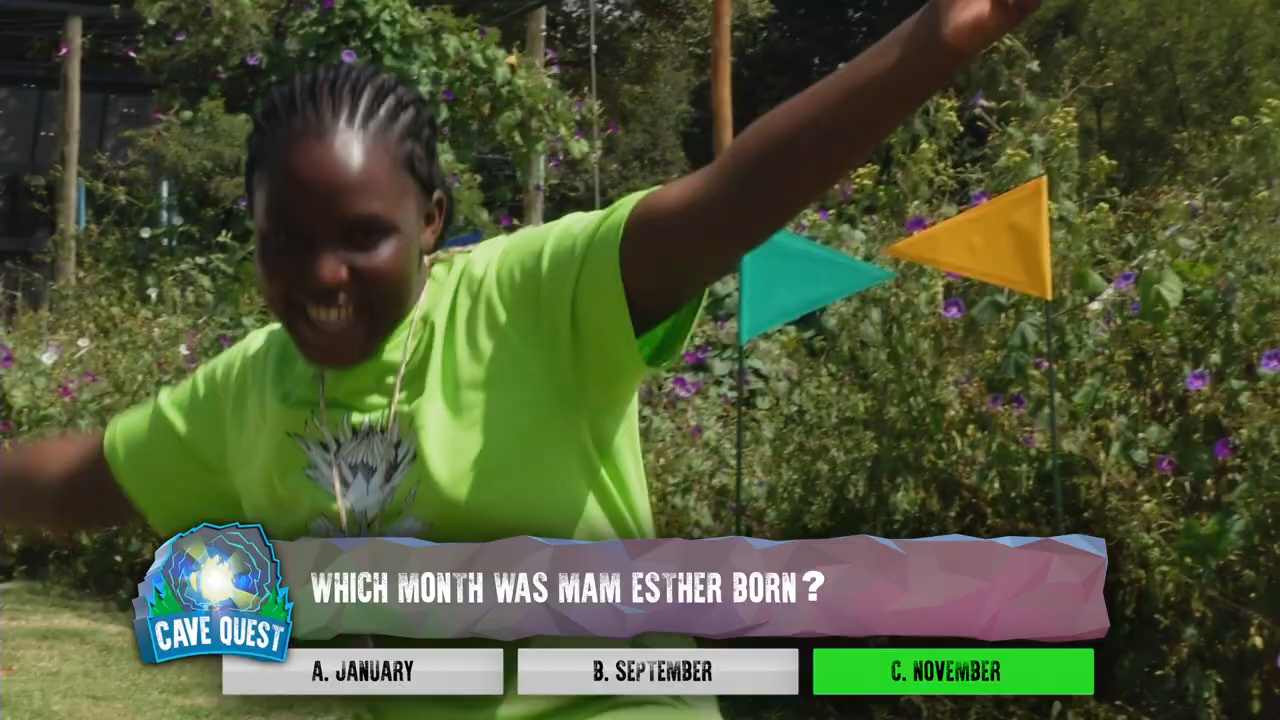 WHICH MONTH WAS MAM ESTHER BORN?
CAVE QUEST
A. JANUARY
B. SEPTEMBER
C. NOVEMBER